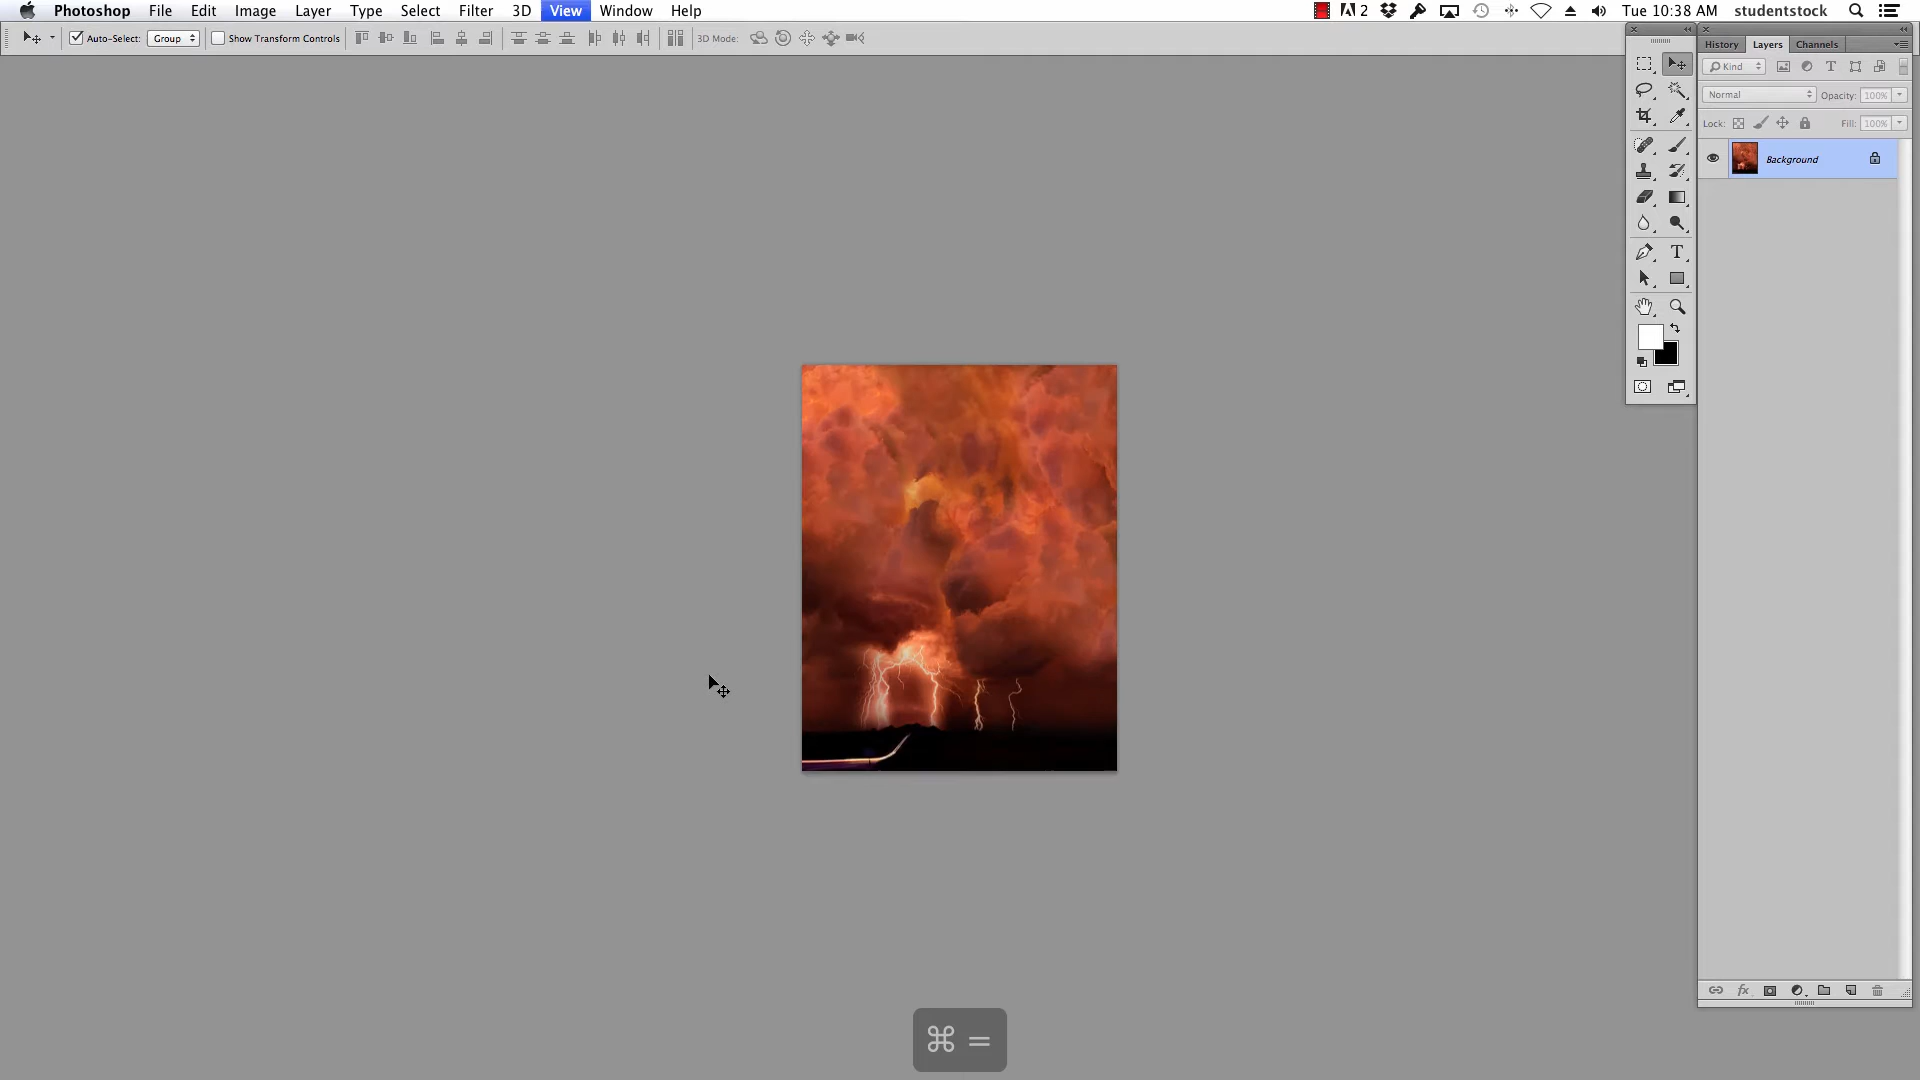 Photoshop File Edit Image Layer Type Select Filter 3D View Window Help 2 Tue 10:38 AM studentstock
Auto-Select: Group Show Transform Controls 3D Mode:
History Layers Channels
Kind
Normal Opacity: 100%
Lock: Fill: 100%
Background
⌘ =